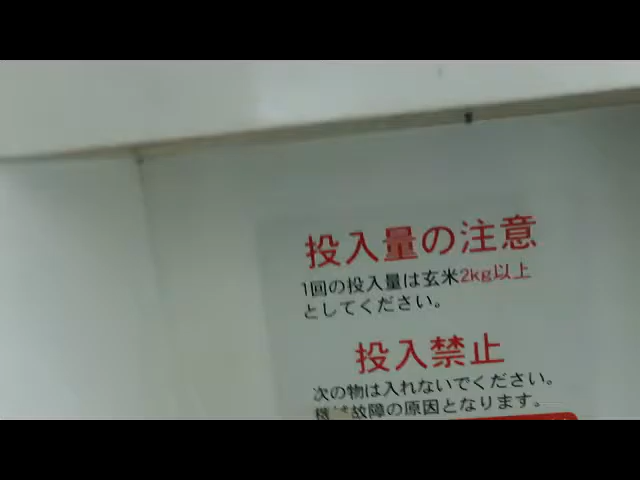 投入量の注意
1回の投入量は玄米2kg以上
としてください。
投入禁止
次の物は入れないでください。
故障の原因となります。